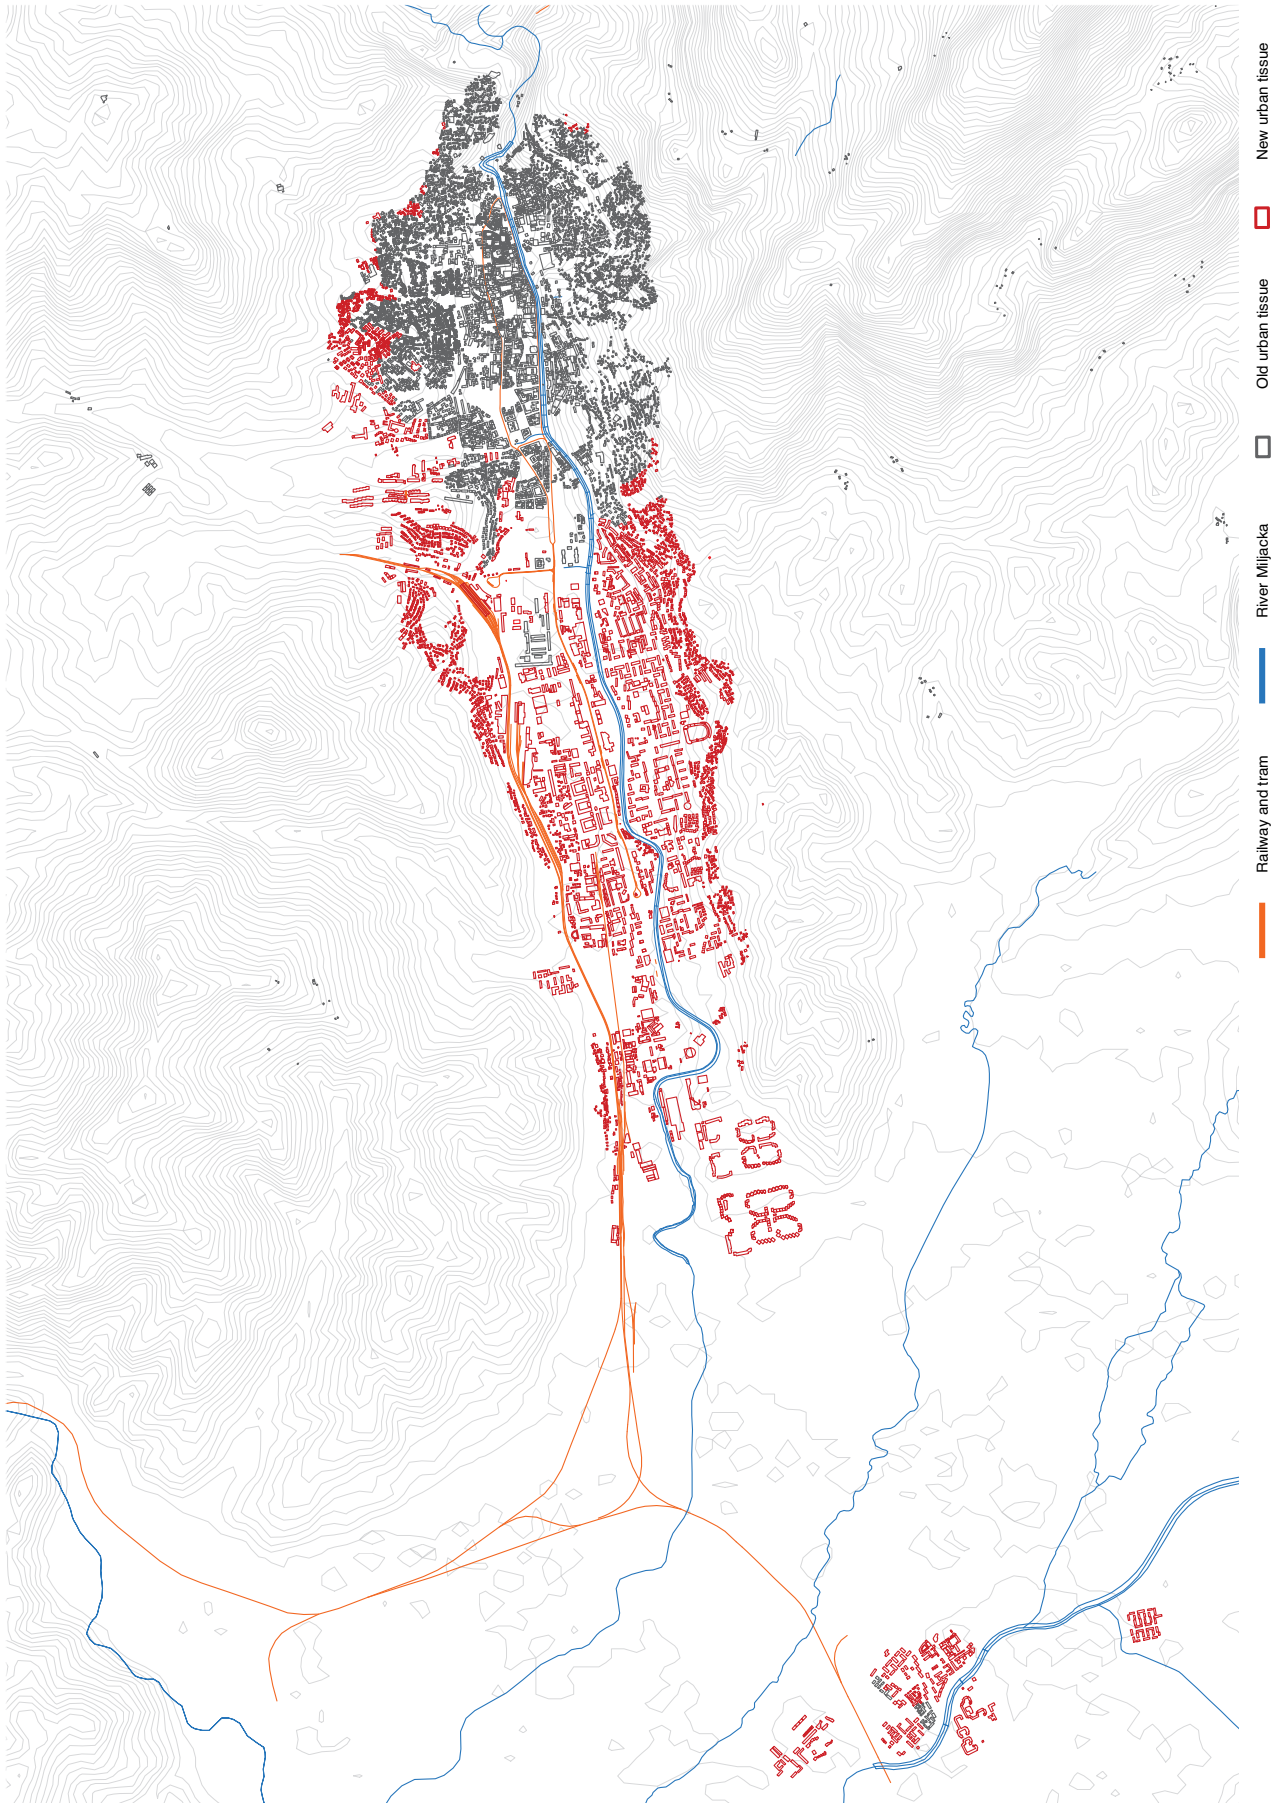 Railway and tram
River Miljacka
Old urban tissue
New urban tissue